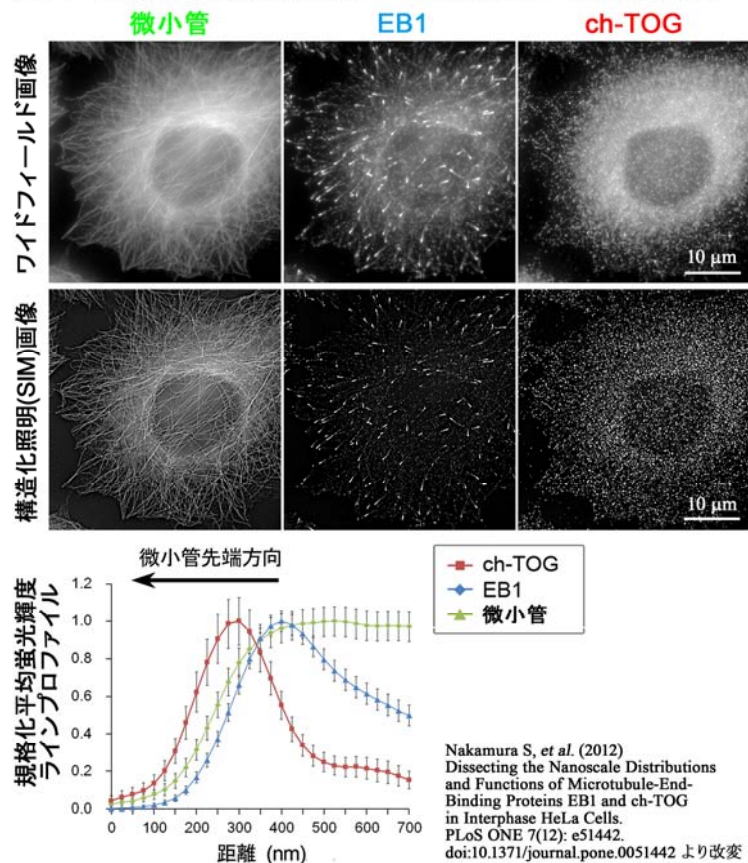 微小管
EB1
ch-TOG
ワイドフィールド画像
10 μm
構造化照明(SIM)画像
10 μm
微小管先端方向
規格化平均蛍光輝度
ラインプロファイル
1.2
1.0
0.8
0.6
0.4
0.2
0.0
0 100 200 300 400 500 600 700
距離 (nm)
ch-TOG
EB1
微小管
Nakamura S, et al. (2012)
Dissecting the Nanoscale Distributions
and Functions of Microtubule-End-
Binding Proteins EB1 and ch-TOG
in Interphase HeLa Cells.
PLoS ONE 7(12): e51442.
doi:10.1371/journal.pone.0051442 より改変